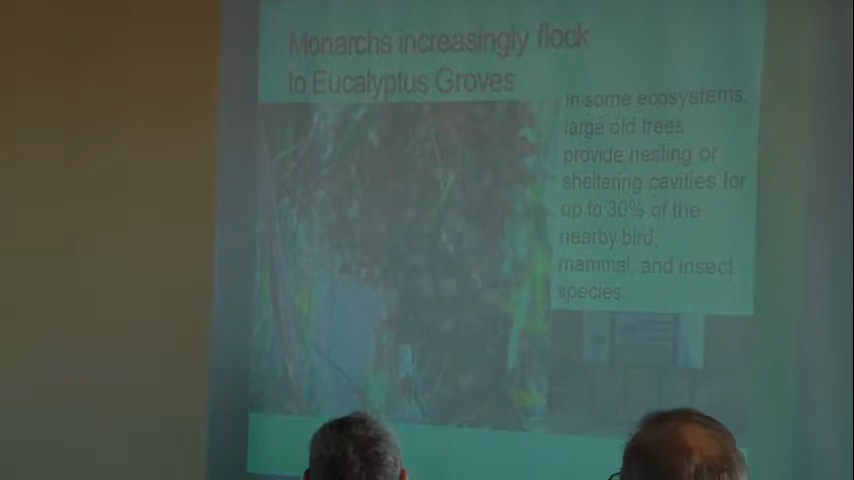 Monarchs increasingly flock
to Eucalyptus Groves
In some ecosystems,
large old trees
provide nesting or
sheltering cavities for
up to 30% of the
nearby bird,
mammal, and insect
species.